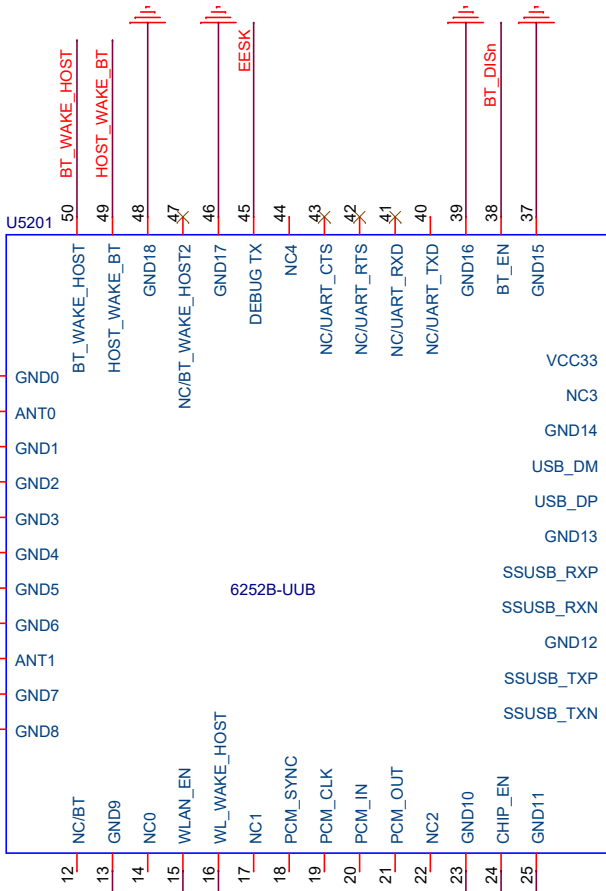 BT_WAKE_HOST
HOST_WAKE_BT
EESK
BT_DISn
50
49
48
47
46
45
44
43
42
41
40
39
38
37
U5201
BT_WAKE_HOST
HOST_WAKE_BT
GND18
NC/BT_WAKE_HOST2
GND17
DEBUG TX
NC4
NC/UART_CTS
NC/UART_RTS
NC/UART_RXD
NC/UART_TXD
GND16
BT_EN
GND15
GND0
ANT0
GND1
GND2
GND3
GND4
GND5
GND6
ANT1
GND7
GND8
6252B-UUB
VCC33
NC3
GND14
USB_DM
USB_DP
GND13
SSUSB_RXP
SSUSB_RXN
GND12
SSUSB_TXP
SSUSB_TXN
NC/BT
GND9
NC0
WLAN_EN
WL_WAKE_HOST
NC1
PCM_SYNC
PCM_CLK
PCM_IN
PCM_OUT
NC2
GND10
CHIP_EN
GND11
12
13
14
15
16
17
18
19
20
21
22
23
24
25